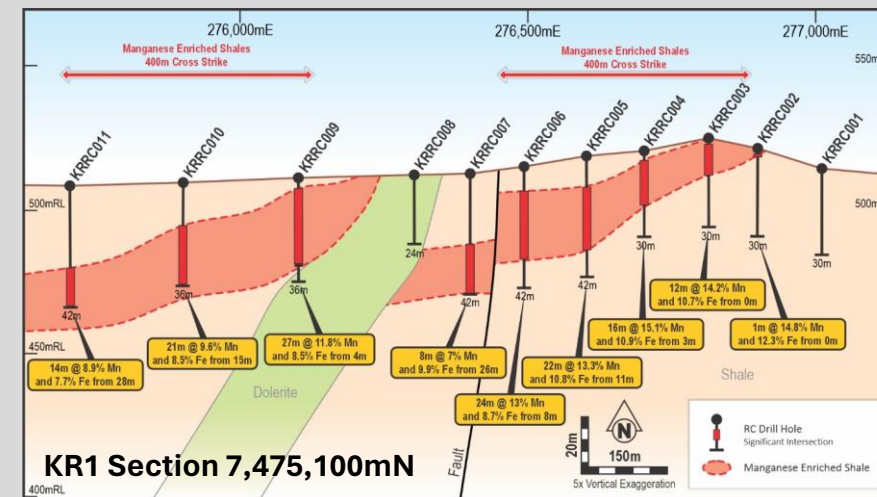 276,000mE
276,500mE
277,000mE
Manganese Enriched Shales
400m Cross Strike
Manganese Enriched Shales
400m Cross Strike
550m
KRRC011
KRRC010
KRRC009
KRRC008
KRRC007
KRRC006
KRRC005
KRRC004
KRRC003
KRRC002
KRRC001
500mRL
500m
24m
30m
30m
30m
30m
42m
36m
36m
42m
42m
42m
12m @ 14.2% Mn
and 10.7% Fe from 0m
16m @ 15.1% Mn
and 10.9% Fe from 3m
1m @ 14.8% Mn
and 12.3% Fe from 0m
21m @ 9.6% Mn
and 8.5% Fe from 15m
27m @ 11.8% Mn
and 8.5% Fe from 4m
8m @ 7% Mn
and 9.9% Fe from 26m
14m @ 8.9% Mn
and 7.7% Fe from 28m
22m @ 13.3% Mn
and 10.8% Fe from 11m
24m @ 13% Mn
and 8.7% Fe from 8m
450mRL
Dolerite
Shale
Fault
20m
N
150m
5x Vertical Exaggeration
RC Drill Hole
Significant Intersection
Manganese Enriched Shale
KR1 Section 7,475,100mN
400mRL